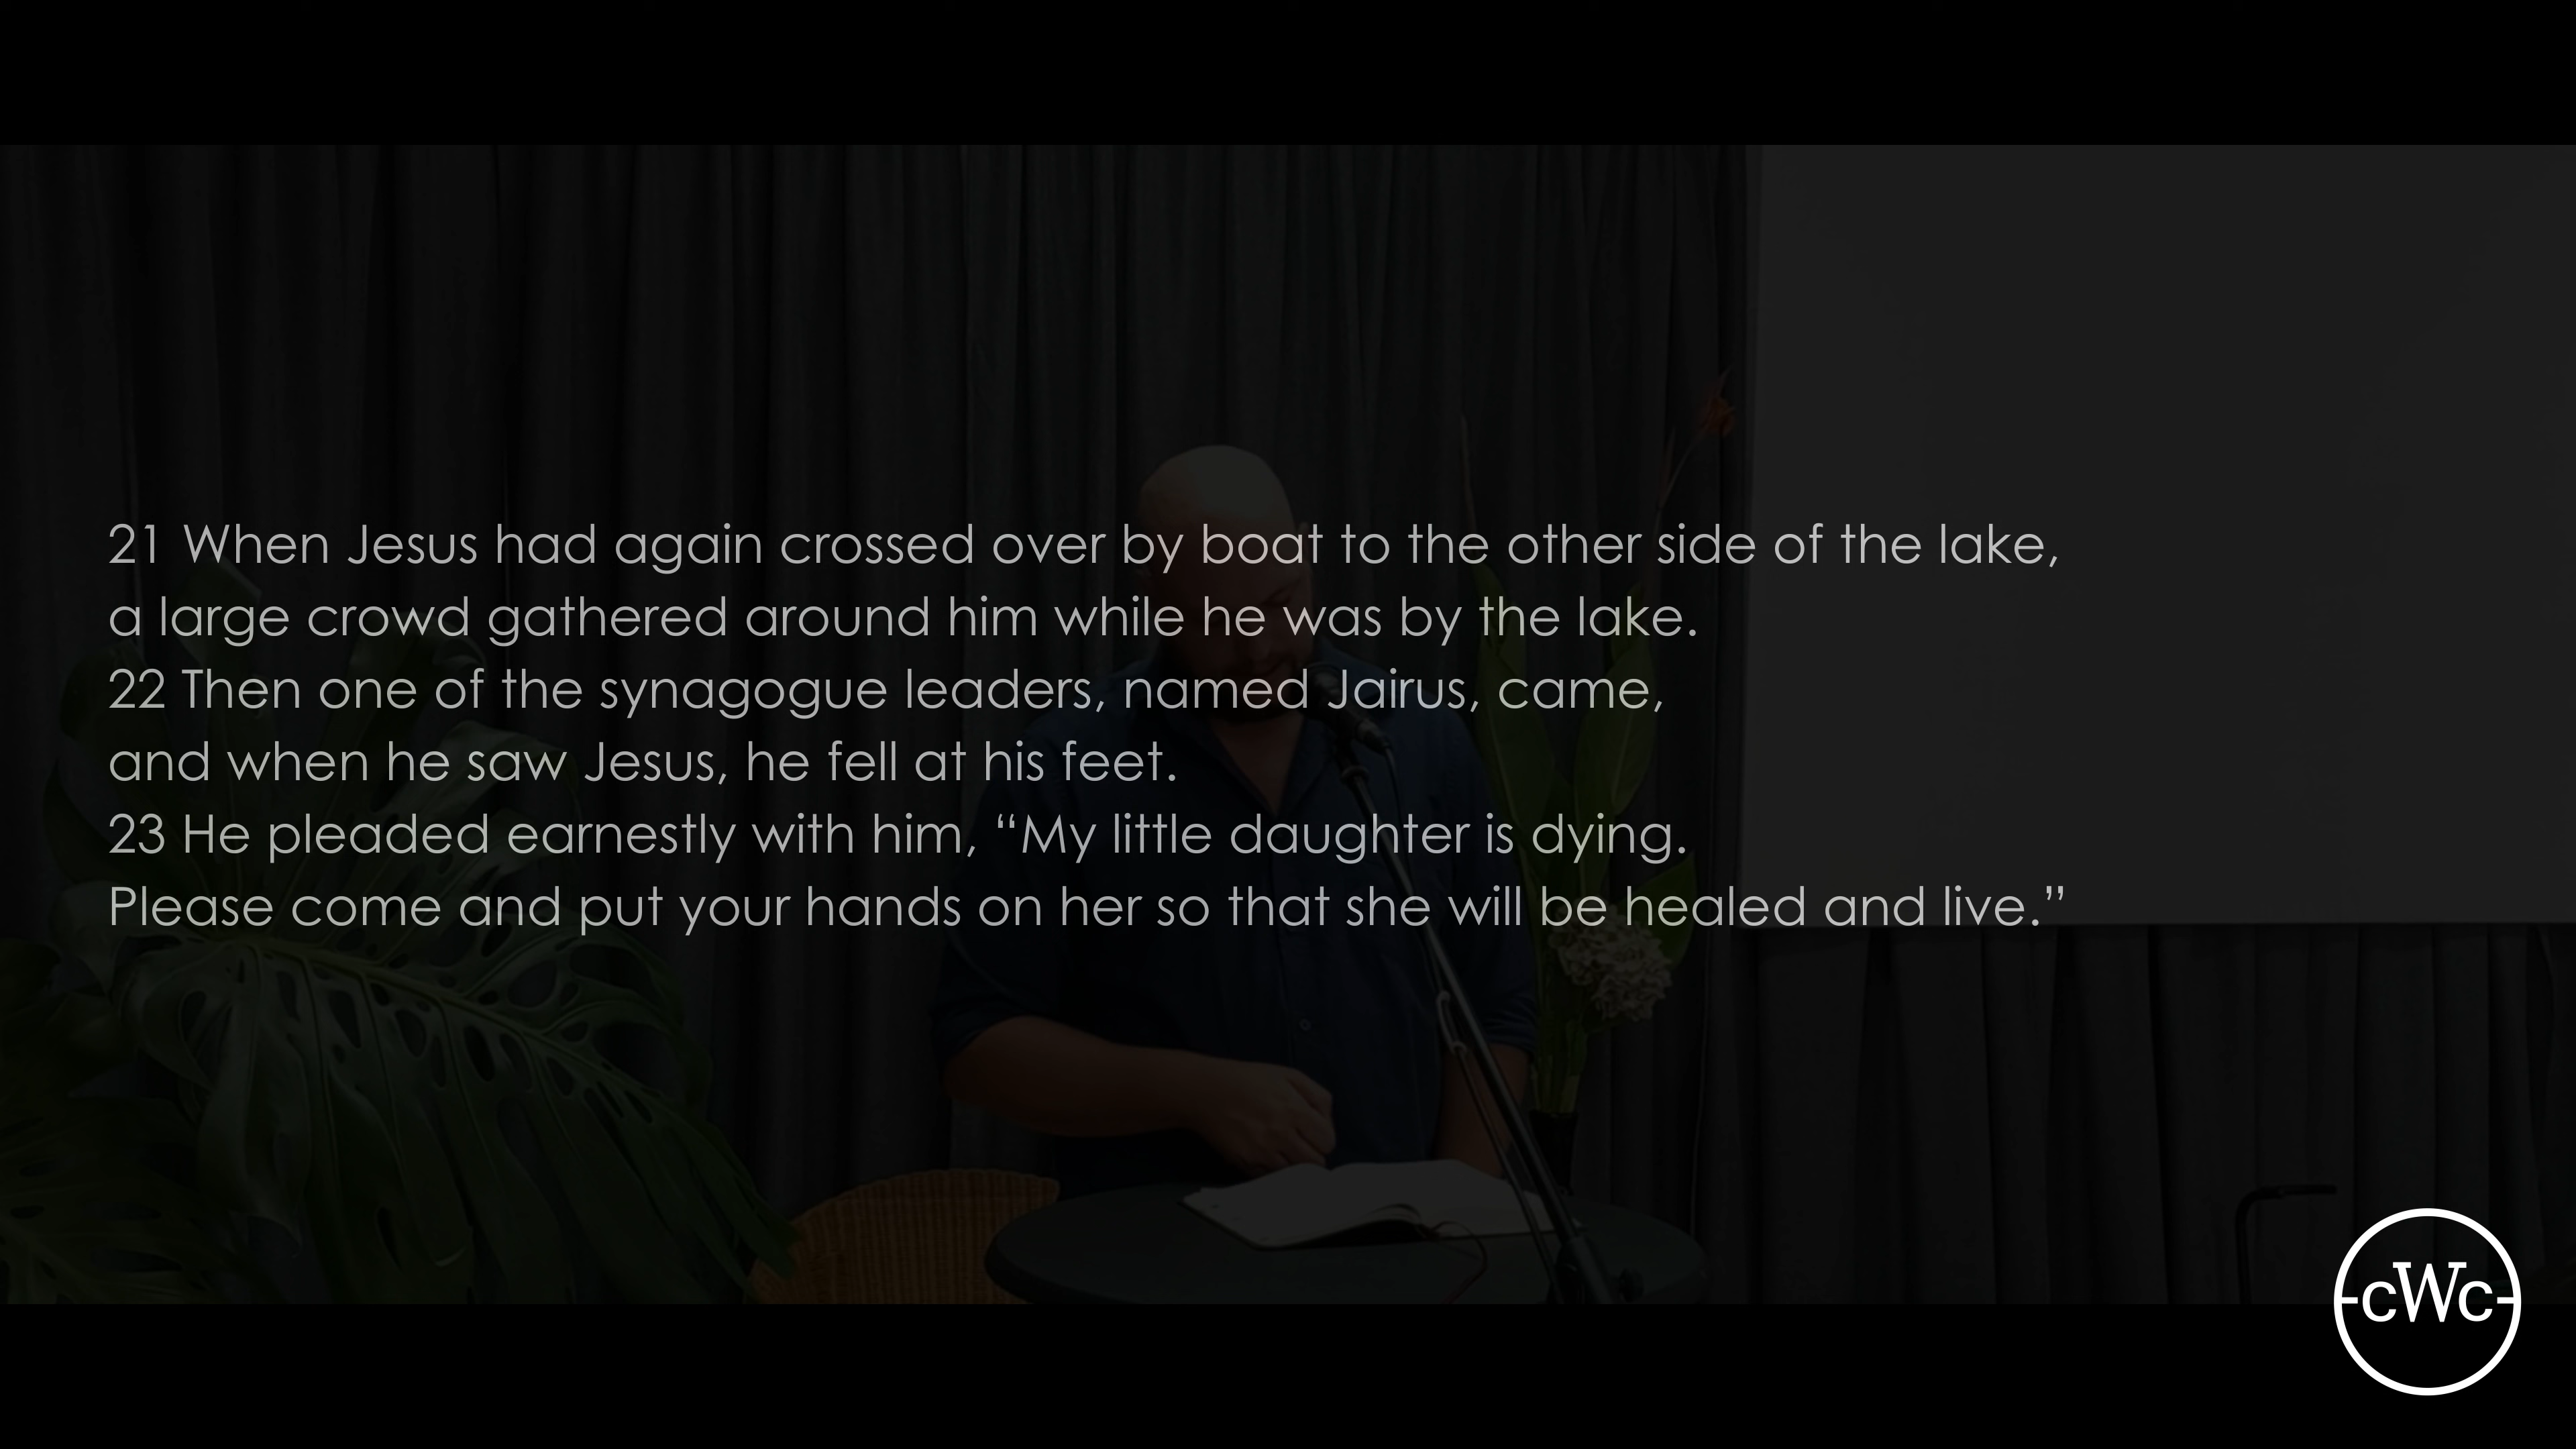 21 When Jesus had again crossed over by boat to the other side of the lake,
a large crowd gathered around him while he was by the lake.
22 Then one of the synagogue leaders, named Jairus, came,
and when he saw Jesus, he fell at his feet.
23 He pleaded earnestly with him, “My little daughter is dying.
Please come and put your hands on her so that she will be healed and live.”
cWc